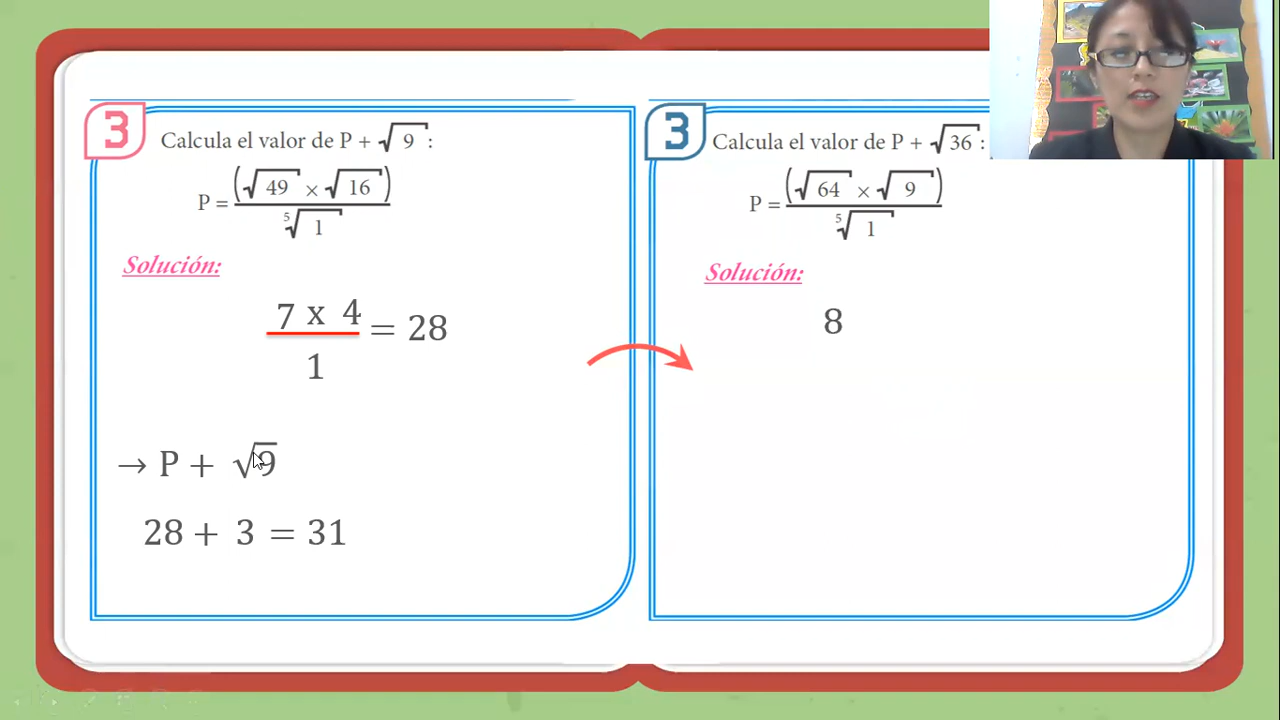 3
Calcula el valor de P + √9 :
P = (√49 × √16) / ⁵√1
Solución:
7 x 4 / 1 = 28
→ P + √9
28 + 3 = 31
3
Calcula el valor de P + √36 :
P = (√64 × √9) / ⁵√1
Solución:
8